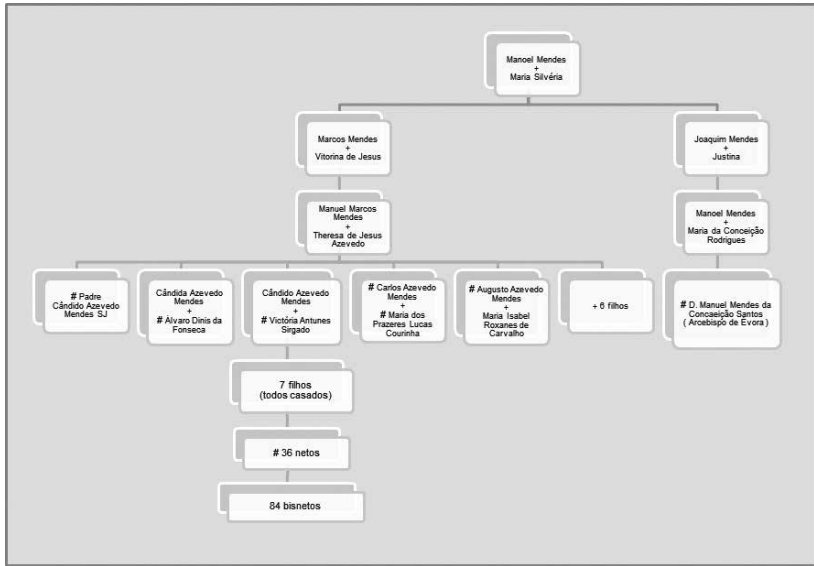 Manoel Mendes
+
Maria Silvéria
Marcos Mendes
+
Vitorina de Jesus
Joaquim Mendes
+
Justina
Manuel Marcos
Mendes
+
Theresa de Jesus
Azevedo
Manoel Mendes
+
Maria da Conceição
Rodrigues
# Padre
Cândido Azevedo
Mendes SJ
Cândida Azevedo
Mendes
+
# Álvaro Dinis da
Fonseca
Cândido Azevedo
Mendes
+
# Victória Antunes
Sirgado
# Carlos Azevedo
Mendes
+
# Maria dos
Prazeres Lucas
Courinha
# Augusto Azevedo
Mendes
+
Maria Isabel
Roxanes de
Carvalho
+ 6 filhos
# D. Manuel Mendes da
Concaeição Santos
( Arcebispo de Évora )
7 filhos
(todos casados)
# 36 netos
84 bisnetos